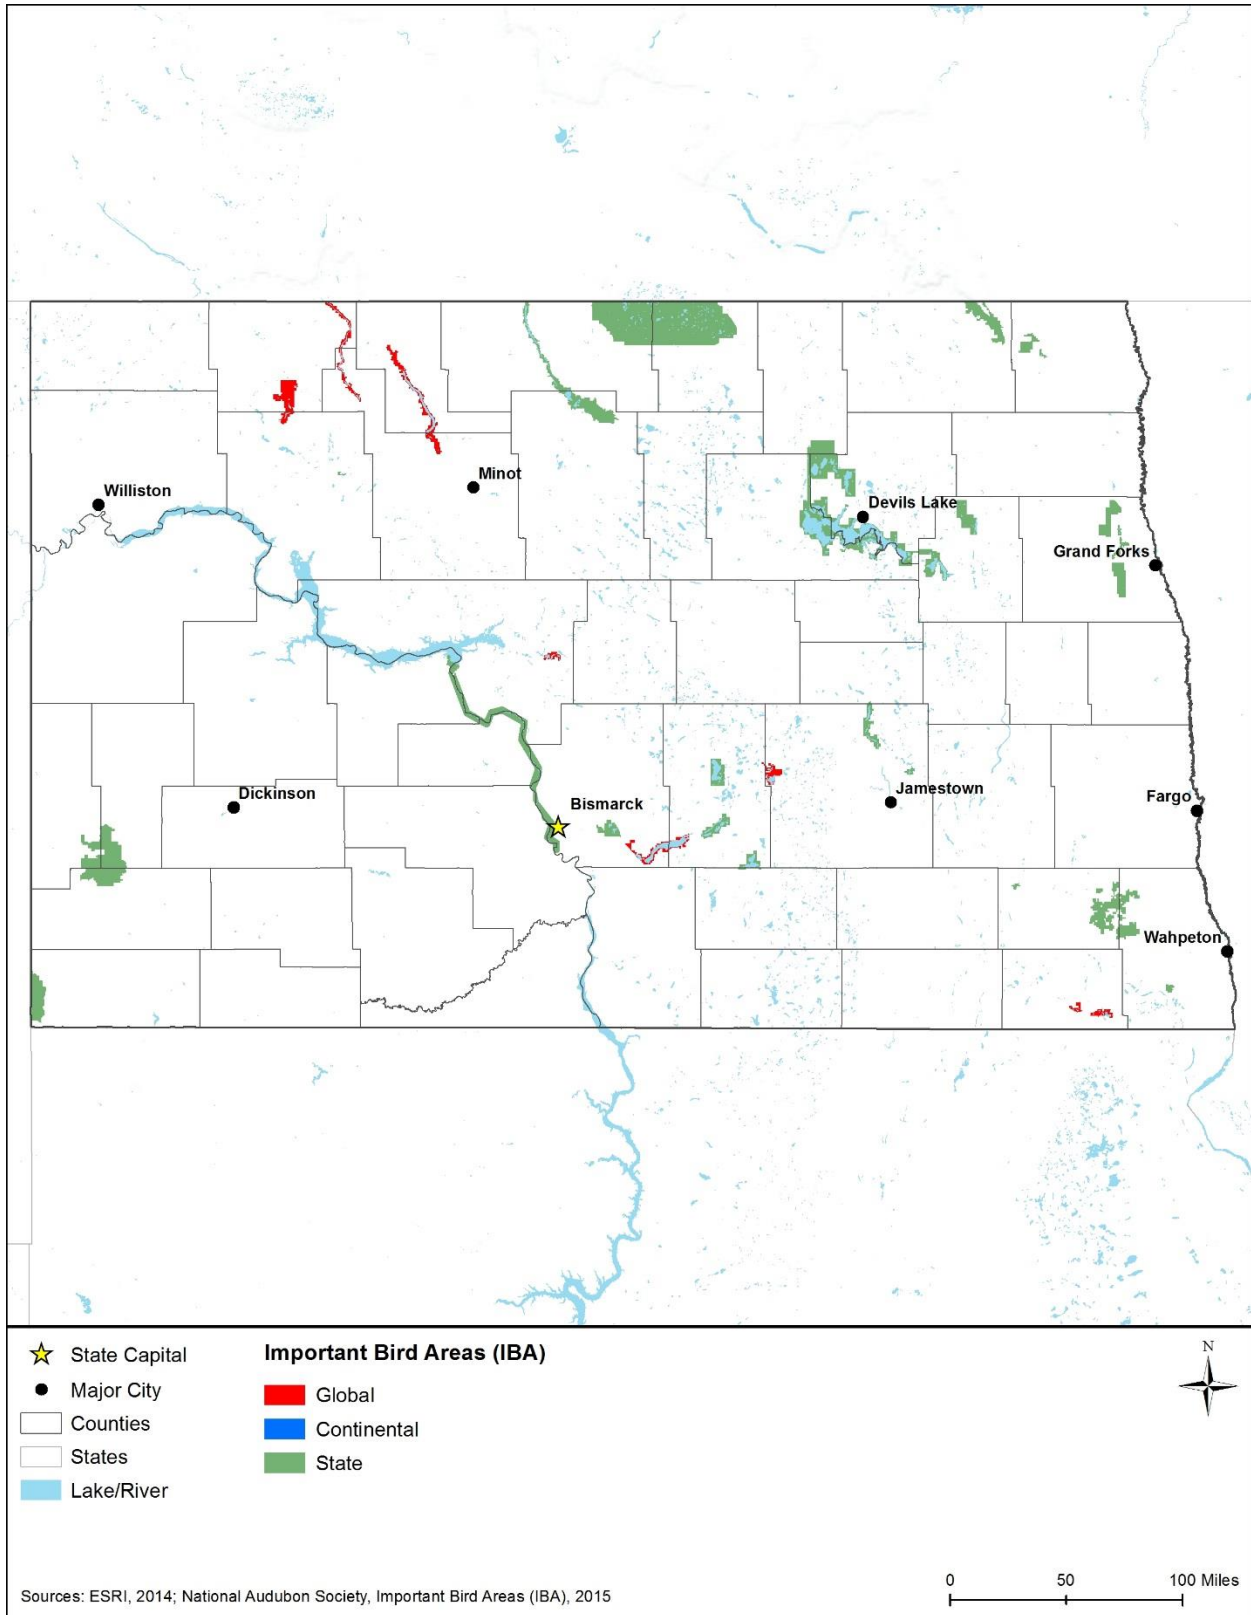 Minot
Williston
Devils Lake
Grand Forks
Dickinson
Bismarck
Jamestown
Fargo
Wahpeton
State Capital
Major City
Counties
States
Lake/River
Important Bird Areas (IBA)
Global
Continental
State
N
Sources: ESRI, 2014; National Audubon Society, Important Bird Areas (IBA), 2015
0 50 100 Miles